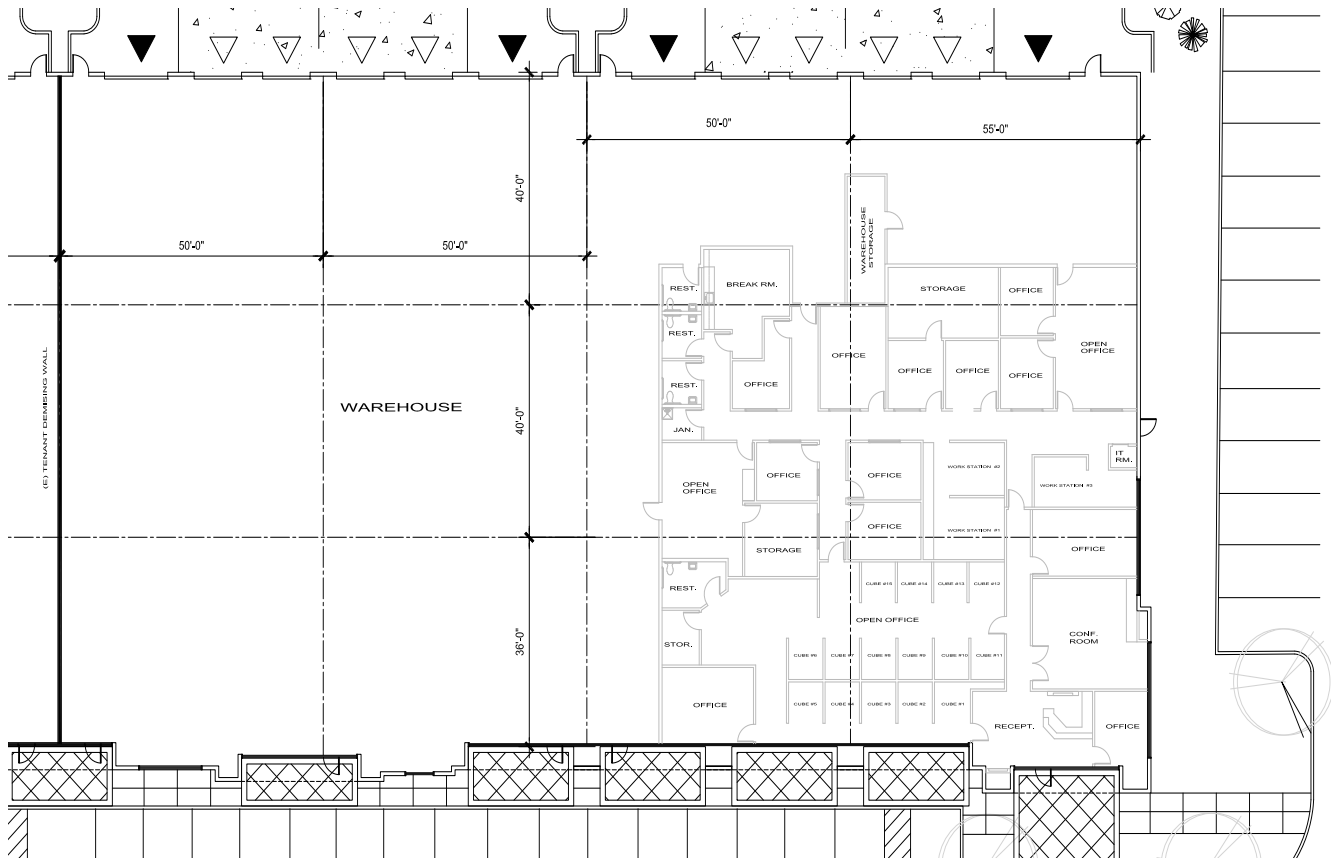 50'-0"
55'-0"
40'-0"
WAREHOUSE
STORAGE
50'-0"
50'-0"
REST.
BREAK RM.
STORAGE
OFFICE
REST.
OPEN
OFFICE
OFFICE
OFFICE
OFFICE
OFFICE
REST.
OFFICE
(E) TENANT DEMISING WALL
WAREHOUSE
40'-0"
JAN.
IT
RM.
WORK STATION #2
OFFICE
OFFICE
OPEN
OFFICE
WORK STATION #3
OFFICE
WORK STATION #1
STORAGE
OFFICE
REST.
CUBE #15
CUBE #14
CUBE #13
CUBE #12
OPEN OFFICE
36'-0"
STOR.
CONF.
ROOM
CUBE #6
CUBE #7
CUBE #8
CUBE #9
CUBE #10
CUBE #11
OFFICE
CUBE #5
CUBE #4
CUBE #3
CUBE #2
CUBE #1
RECEPT.
OFFICE